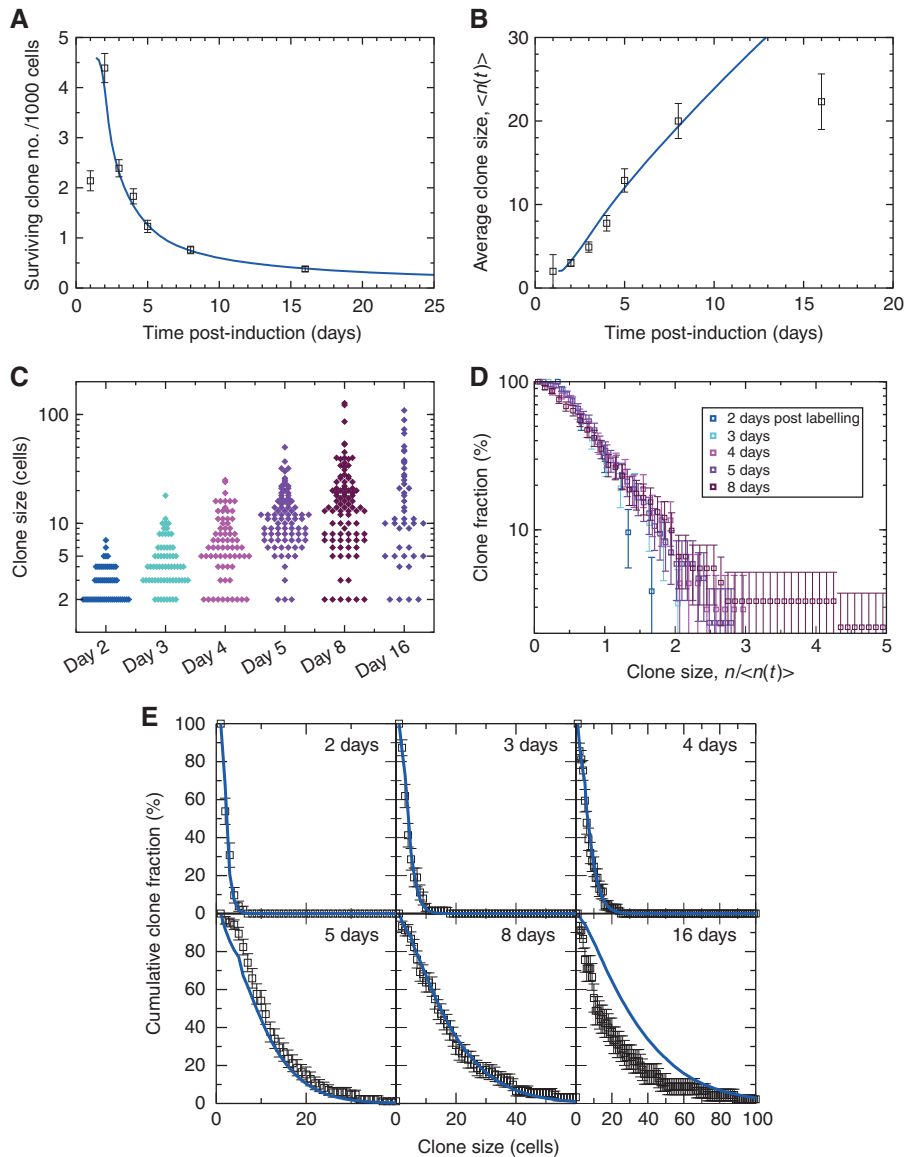 A
Surviving clone no. /1000 cells
5
4
3
2
1
0
0 5 10 15 20 25
Time post-induction (days)
B
Average clone size, <n(t)>
30
20
10
0
0 5 10 15 20
Time post-induction (days)
C
Clone size (cells)
100
10
5
2
Day 2 Day 3 Day 4 Day 5 Day 8 Day 16
D
Clone fraction (%)
100
10
2 days post labelling
3 days
4 days
5 days
8 days
0 1 2 3 4 5
Clone size, n/<n(t)>
E
Cumulative clone fraction (%)
100
80
60
40
20
0
2 days
3 days
4 days
80
60
40
20
0
5 days
8 days
16 days
0 20 0 20 40 0 20 40 60 80 100
Clone size (cells)